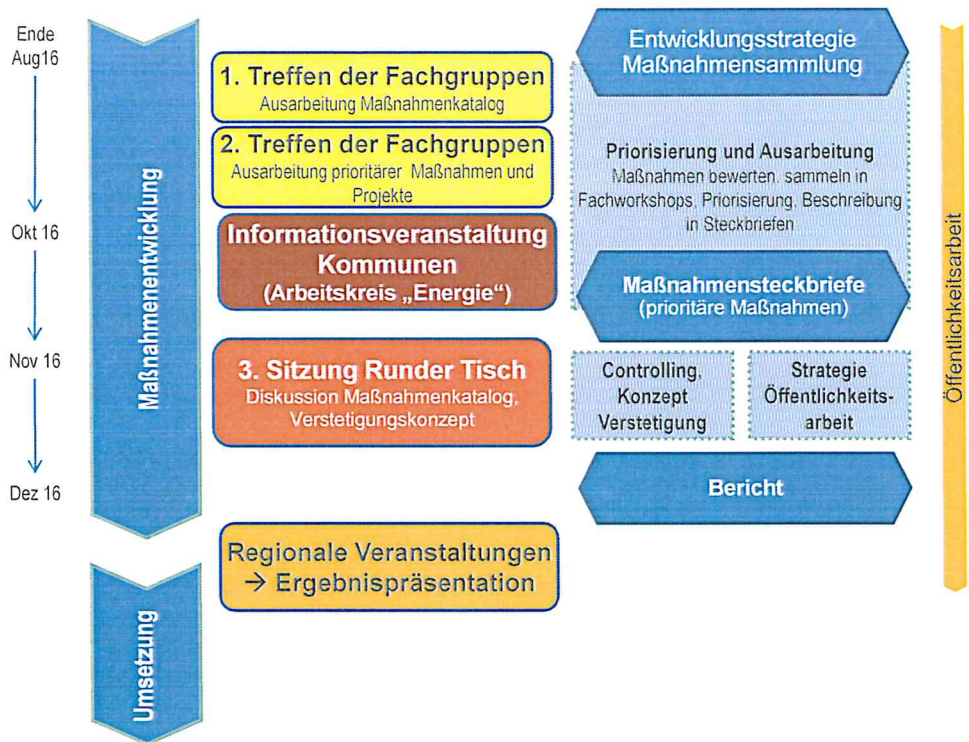 Ende
Aug16
Okt 16
Nov 16
Dez 16
Maßnahmenentwicklung
Umsetzung
1. Treffen der Fachgruppen
Ausarbeitung Maßnahmenkatalog
2. Treffen der Fachgruppen
Ausarbeitung prioritärer Maßnahmen und
Projekte
Informationsveranstaltung
Kommunen
(Arbeitskreis „Energie“)
3. Sitzung Runder Tisch
Diskussion Maßnahmenkatalog,
Verstetigungskonzept
Regionale Veranstaltungen
→ Ergebnispräsentation
Entwicklungsstrategie
Maßnahmensammlung
Priorisierung und Ausarbeitung
Maßnahmen bewerten, sammeln in
Fachworkshops, Priorisierung, Beschreibung
in Steckbriefen
Maßnahmensteckbriefe
(prioritäre Maßnahmen)
Controlling,
Konzept
Verstetigung
Strategie
Öffentlichkeits-
arbeit
Bericht
Öffentlichkeitsarbeit